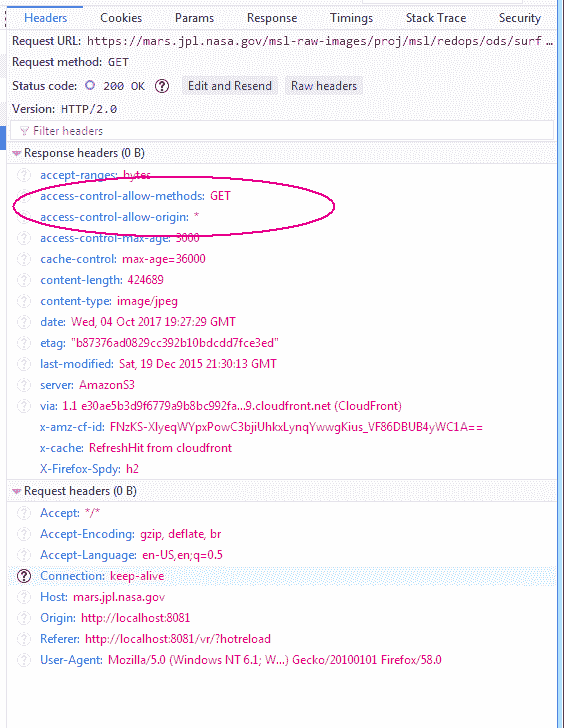 Headers Cookies Params Response Timings Stack Trace Security
Request URL: https://mars.jpl.nasa.gov/msl-raw-images/proj/msl/redops/ods/surf ...
Request method: GET
Status code: 200 OK ? Edit and Resend Raw headers
Version: HTTP/2.0
Filter headers
Response headers (0 B)
? accept-ranges: bytes
access-control-allow-methods: GET
access-control-allow-origin: *
? access-control-max-age: 3000
? cache-control: max-age=36000
? content-length: 424689
? content-type: image/jpeg
? date: Wed, 04 Oct 2017 19:27:29 GMT
? etag: "b87376ad0829cc392b10bdcdd7fce3ed"
? last-modified: Sat, 19 Dec 2015 21:30:13 GMT
? server: AmazonS3
? via: 1.1 e30ae5b3d9f6779a9b8bc992fa...9.cloudfront.net (CloudFront)
x-amz-cf-id: FNzKS-XIyeqWYpxPowC3bjiUhkxLynqYwwgKius_VF86DBUB4yWC1A==
x-cache: RefreshHit from cloudfront
X-Firefox-Spdy: h2
Request headers (0 B)
? Accept: */*
? Accept-Encoding: gzip, deflate, br
? Accept-Language: en-US,en;q=0.5
? Connection: keep-alive
? Host: mars.jpl.nasa.gov
? Origin: http://localhost:8081
? Referer: http://localhost:8081/vr/?hotreload
? User-Agent: Mozilla/5.0 (Windows NT 6.1; W...) Gecko/20100101 Firefox/58.0